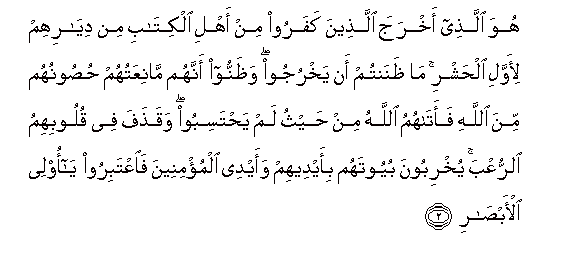 هُوَ ٱلَّذِىٓ أَخْرَجَ ٱلَّذِينَ كَفَرُوا۟ مِنْ أَهْلِ ٱلْكِتَـٰبِ مِن دِيَـٰرِهِمْ
لِأَوَّلِ ٱلْحَشْرِ ۚ مَا ظَنَنتُمْ أَن يَخْرُجُوا۟ ۖ وَظَنُّوٓا۟ أَنَّهُم مَّانِعَتُهُمْ حُصُونُهُم
مِّنَ ٱللَّهِ فَأَتَىٰهُمُ ٱللَّهُ مِنْ حَيْثُ لَمْ يَحْتَسِبُوا۟ ۖ وَقَذَفَ فِى قُلُوبِهِمُ
ٱلرُّعْبَ ۚ يُخْرِبُونَ بُيُوتَهُم بِأَيْدِيهِمْ وَأَيْدِى ٱلْمُؤْمِنِينَ فَٱعْتَبِرُوا۟ يَـٰٓأُو۟لِى
ٱلْأَبْصَـٰرِ ﴿٢﴾